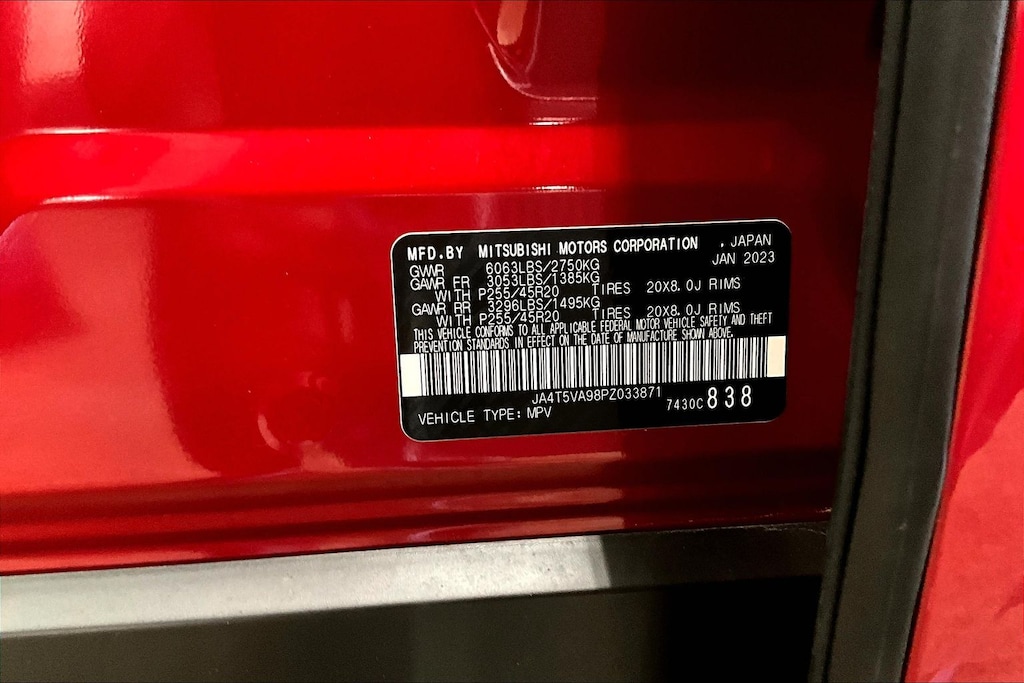 MFD.BY MITSUBISHI MOTORS CORPORATION , JAPAN
JAN 2023
GVWR 6063LBS/2750KG
GAWR FR 3053LBS/1385KG
WITH P255/45R20 TIRES 20X8.0J RIMS
GAWR RR 3296LBS/1495KG
WITH P255/45R20 TIRES 20X8.0J RIMS
THIS VEHICLE CONFORMS TO ALL APPLICABLE FEDERAL MOTOR VEHICLE SAFETY AND THEFT
PREVENTION STANDARDS IN EFFECT ON THE DATE OF MANUFACTURE SHOWN ABOVE.
JA4T5VA98PZ033871
VEHICLE TYPE: MPV 7430C 838